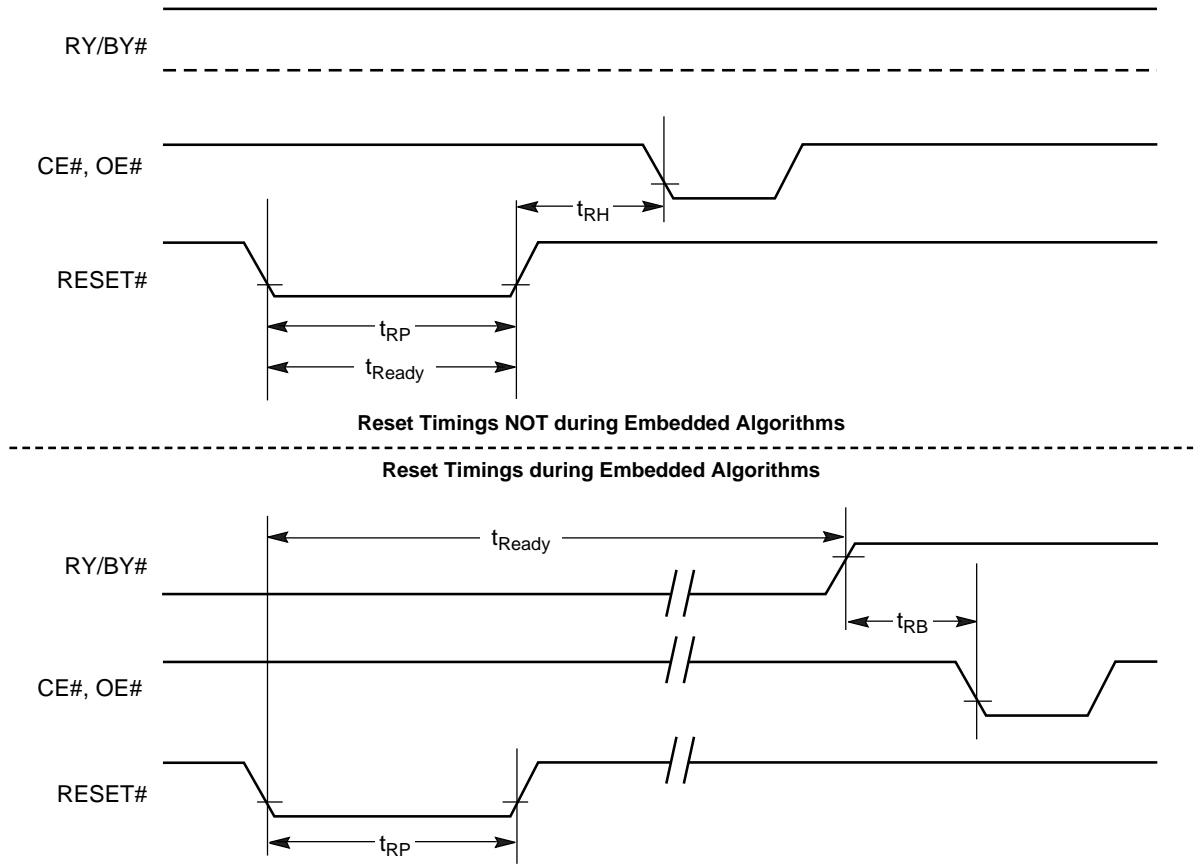 RY/BY#
CE#, OE#
tRH
RESET#
tRP
tReady
Reset Timings NOT during Embedded Algorithms
Reset Timings during Embedded Algorithms
tReady
RY/BY#
tRB
CE#, OE#
RESET#
tRP